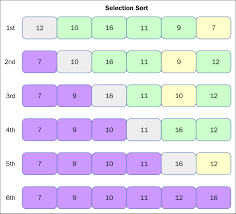 Selection Sort
1st 12 10 16 11 9 7
2nd 7 10 16 11 9 12
3rd 7 9 16 11 10 12
4th 7 9 10 11 16 12
5th 7 9 10 11 16 12
6th 7 9 10 11 12 16